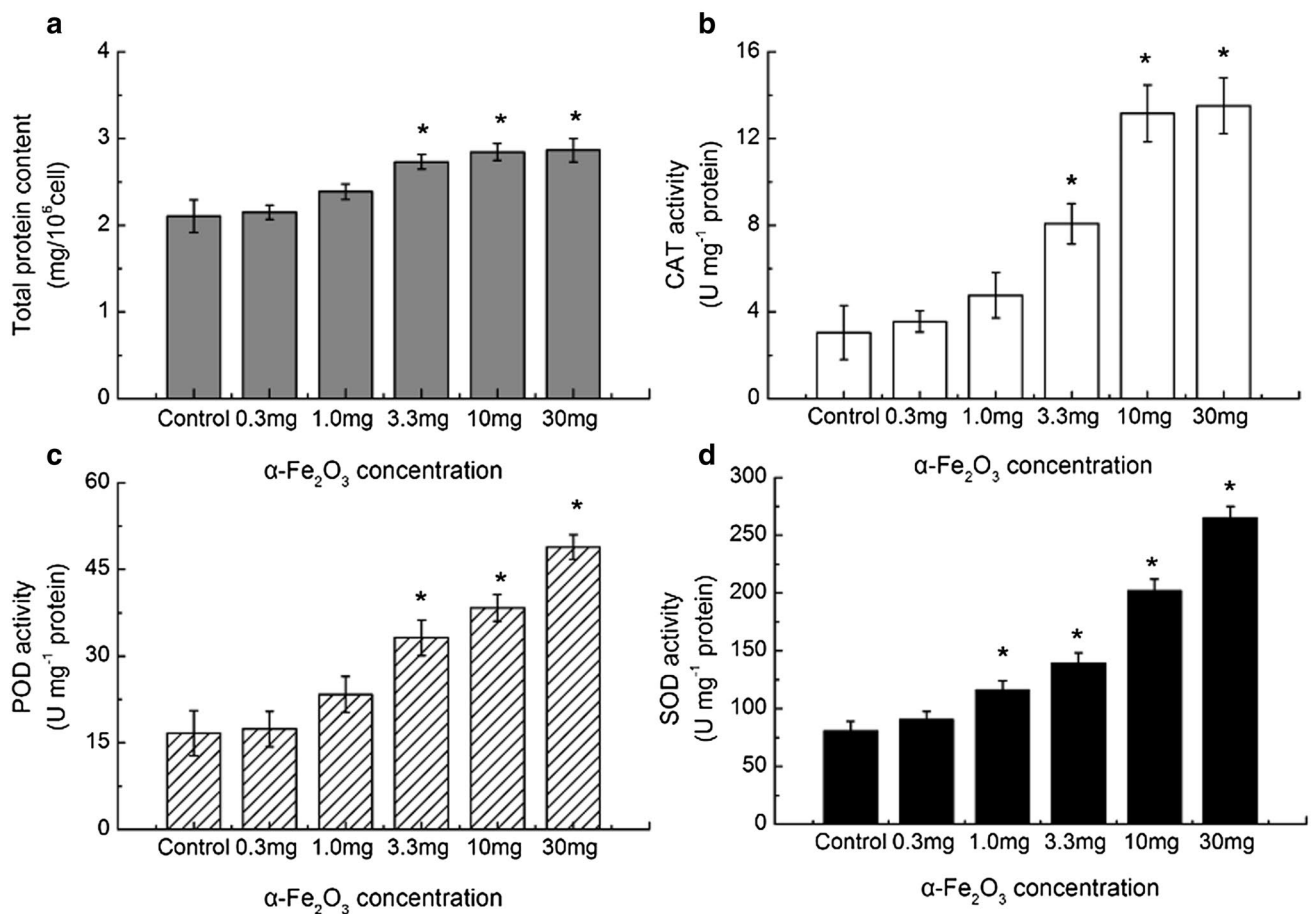 a
Total protein content
(mg/10⁶cell)
4
3
2
1
0
* * *
Control 0.3mg 1.0mg 3.3mg 10mg 30mg
α-Fe₂O₃ concentration
b
CAT activity
(U mg⁻¹ protein)
16
12
8
4
0
* * *
Control 0.3mg 1.0mg 3.3mg 10mg 30mg
α-Fe₂O₃ concentration
c
POD activity
(U mg⁻¹ protein)
60
45
30
15
0
* * *
Control 0.3mg 1.0mg 3.3mg 10mg 30mg
α-Fe₂O₃ concentration
d
SOD activity
(U mg⁻¹ protein)
300
250
200
150
100
50
0
* * * *
Control 0.3mg 1.0mg 3.3mg 10mg 30mg
α-Fe₂O₃ concentration